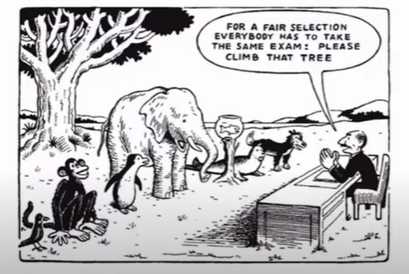 FOR A FAIR SELECTION
EVERYBODY HAS TO TAKE
THE SAME EXAM: PLEASE
CLIMB THAT TREE